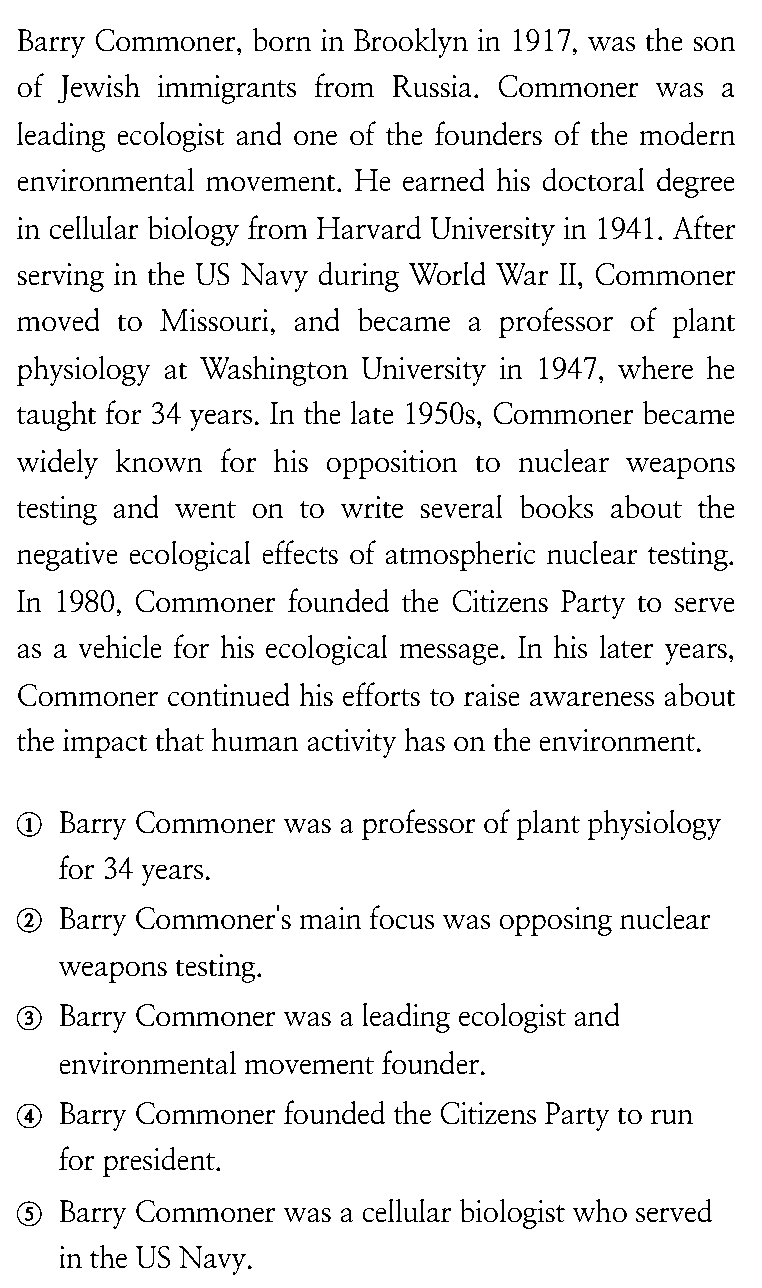 Barry Commoner, born in Brooklyn in 1917, was the son
of Jewish immigrants from Russia. Commoner was a
leading ecologist and one of the founders of the modern
environmental movement. He earned his doctoral degree
in cellular biology from Harvard University in 1941. After
serving in the US Navy during World War II, Commoner
moved to Missouri, and became a professor of plant
physiology at Washington University in 1947, where he
taught for 34 years. In the late 1950s, Commoner became
widely known for his opposition to nuclear weapons
testing and went on to write several books about the
negative ecological effects of atmospheric nuclear testing.
In 1980, Commoner founded the Citizens Party to serve
as a vehicle for his ecological message. In his later years,
Commoner continued his efforts to raise awareness about
the impact that human activity has on the environment.
① Barry Commoner was a professor of plant physiology
for 34 years.
② Barry Commoner's main focus was opposing nuclear
weapons testing.
③ Barry Commoner was a leading ecologist and
environmental movement founder.
④ Barry Commoner founded the Citizens Party to run
for president.
⑤ Barry Commoner was a cellular biologist who served
in the US Navy.